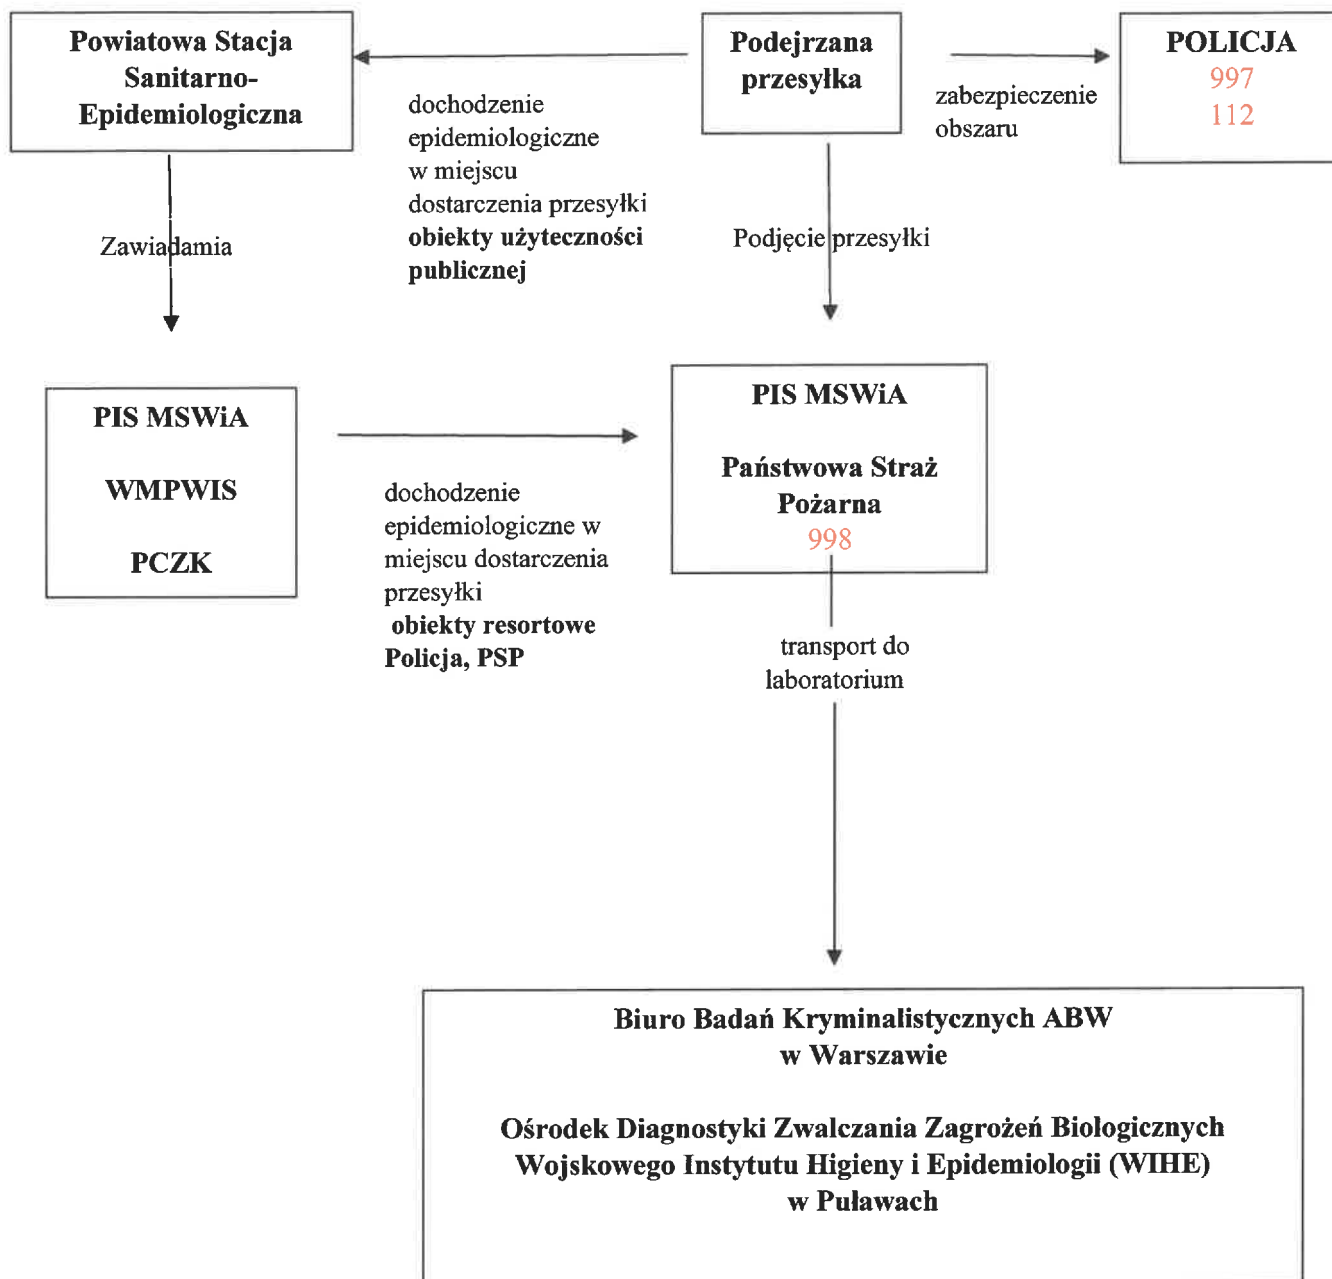 Powiatowa Stacja
Sanitarno-
Epidemiologiczna
dochodzenie
epidemiologiczne
w miejscu
dostarczenia przesyłki
obiekty użyteczności
publicznej
Podejrzana
przesyłka
zabezpieczenie
obszaru
POLICJA
997
112
Zawiadamia
Podjęcie przesyłki
PIS MSWiA
WMPWIS
PCZK
dochodzenie
epidemiologiczne w
miejscu dostarczenia
przesyłki
obiekty resortowe
Policja, PSP
PIS MSWiA
Państwowa Straż
Pożarna
998
transport do
laboratorium
Biuro Badań Kryminalistycznych ABW
w Warszawie
Ośrodek Diagnostyki Zwalczania Zagrożeń Biologicznych
Wojskowego Instytutu Higieny i Epidemiologii (WIHE)
w Puławach